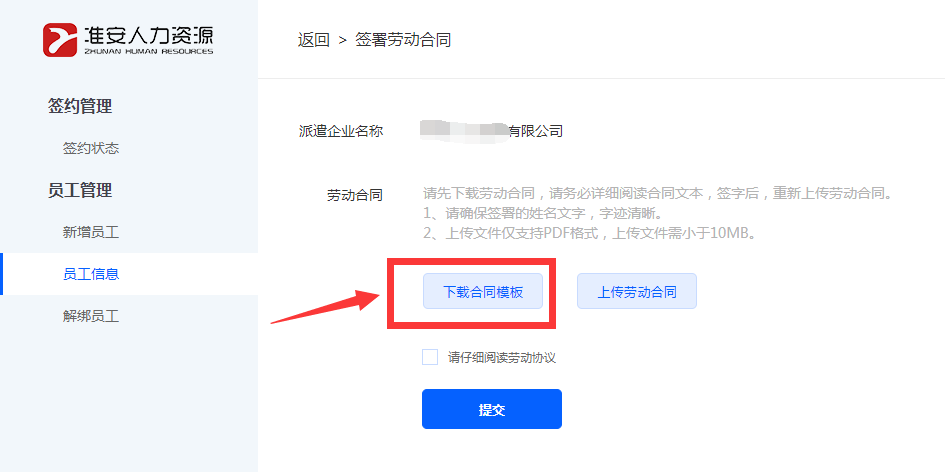 准安人力资源
ZHUNAN HUMAN RESOURCES
签约管理
签约状态
员工管理
新增员工
员工信息
解绑员工
返回 > 签署劳动合同
派遣企业名称 有限公司
劳动合同 请先下载劳动合同，请务必详细阅读合同文本，签字后，重新上传劳动合同。
1、请确保签署的姓名文字，字迹清晰。
2、上传文件仅支持PDF格式，上传文件需小于10MB。
下载合同模板 上传劳动合同
请仔细阅读劳动协议
提交